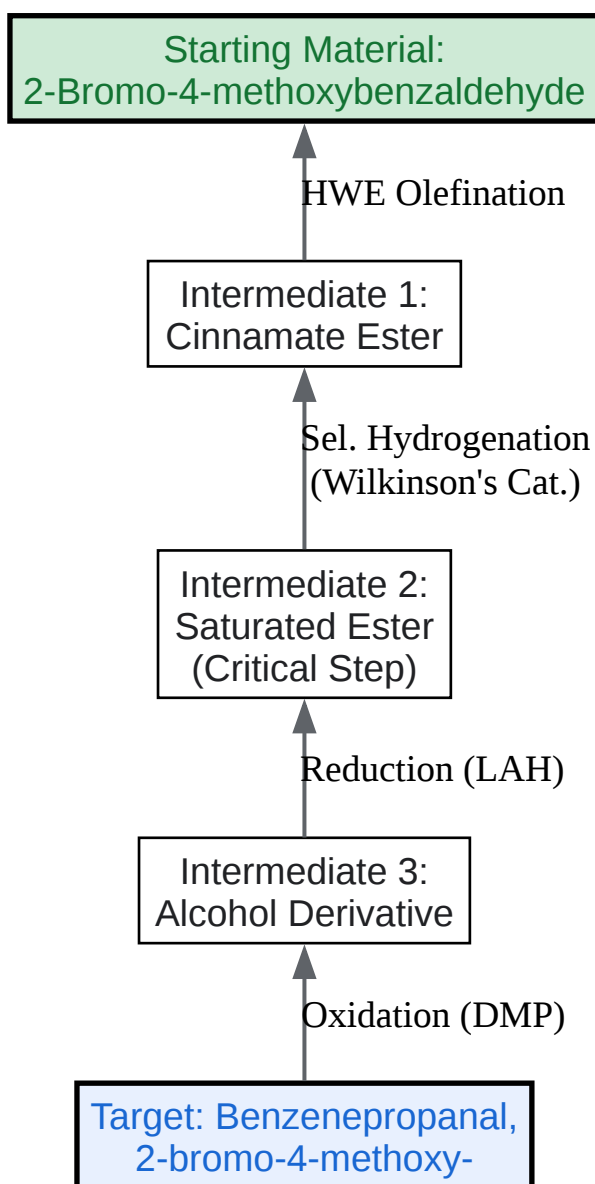 Starting Material:
2-Bromo-4-methoxybenzaldehyde
HWE Olefination
Intermediate 1:
Cinnamate Ester
Sel. Hydrogenation
(Wilkinson's Cat.)
Intermediate 2:
Saturated Ester
(Critical Step)
Reduction (LAH)
Intermediate 3:
Alcohol Derivative
Oxidation (DMP)
Target: Benzenepropanal,
2-bromo-4-methoxy-